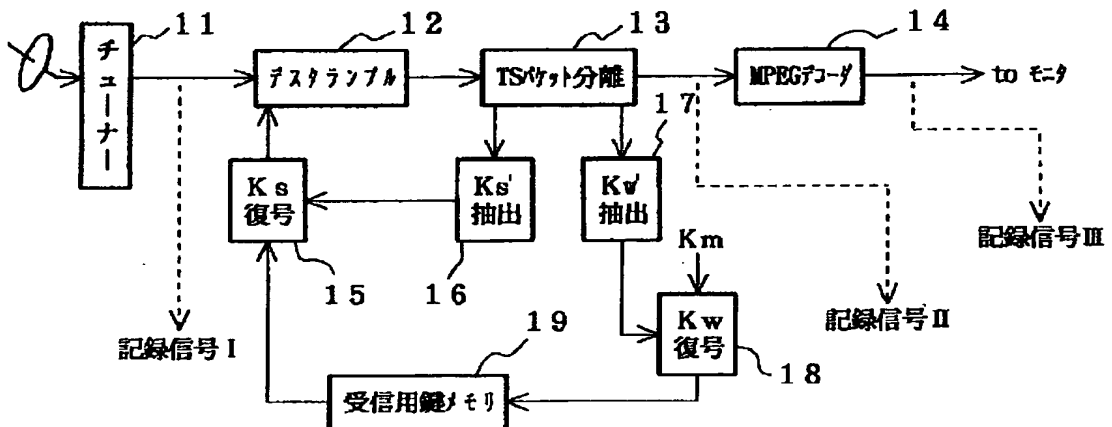 11
12
13
14
チューナー
デスクランブル
TSパケット分離
MPEGデコーダ
to モニタ
17
Ks
復号
Ks'
抽出
Kw'
抽出
Km
記録信号Ⅲ
15
16
Kw
復号
記録信号Ⅱ
記録信号Ⅰ
19
18
受信用鍵メモリ